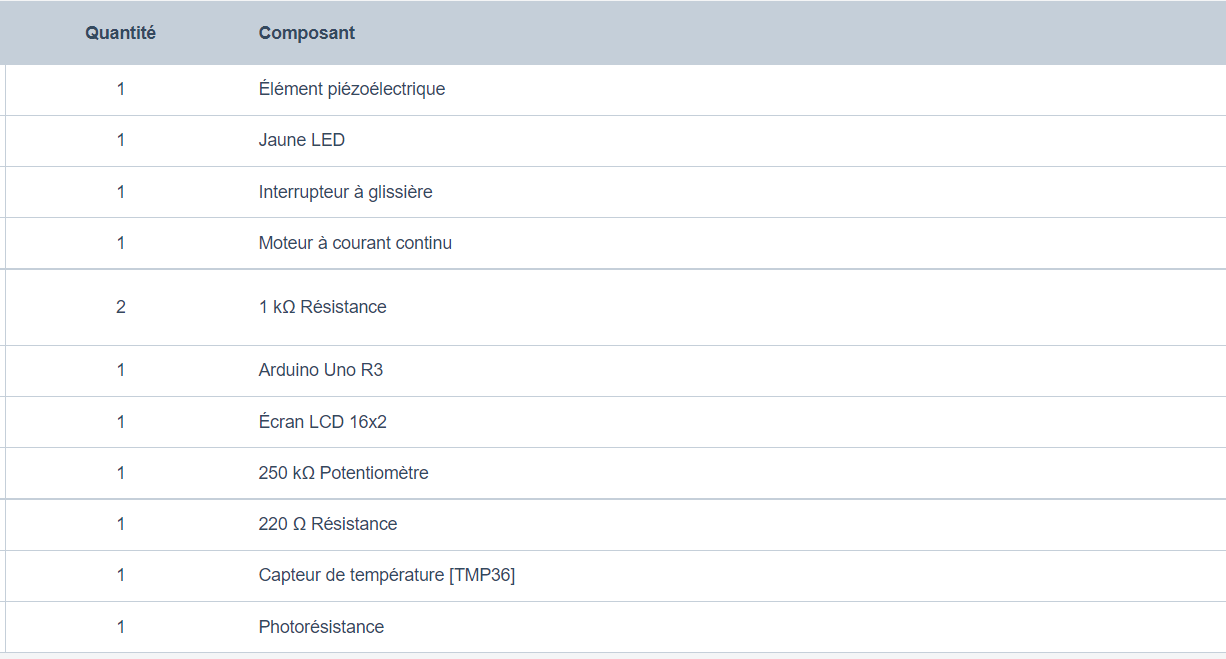 Quantité Composant
1 Élément piézoélectrique
1 Jaune LED
1 Interrupteur à glissière
1 Moteur à courant continu
2 1 kΩ Résistance
1 Arduino Uno R3
1 Écran LCD 16x2
1 250 kΩ Potentiomètre
1 220 Ω Résistance
1 Capteur de température [TMP36]
1 Photorésistance